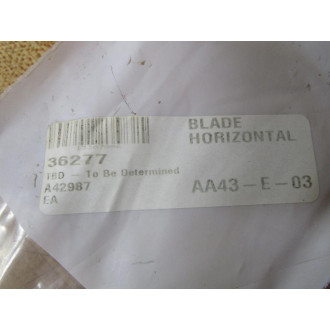 BLADE
HORIZONTAL
36277
TBD - To Be Determined
A42987
EA
AA43-E-03